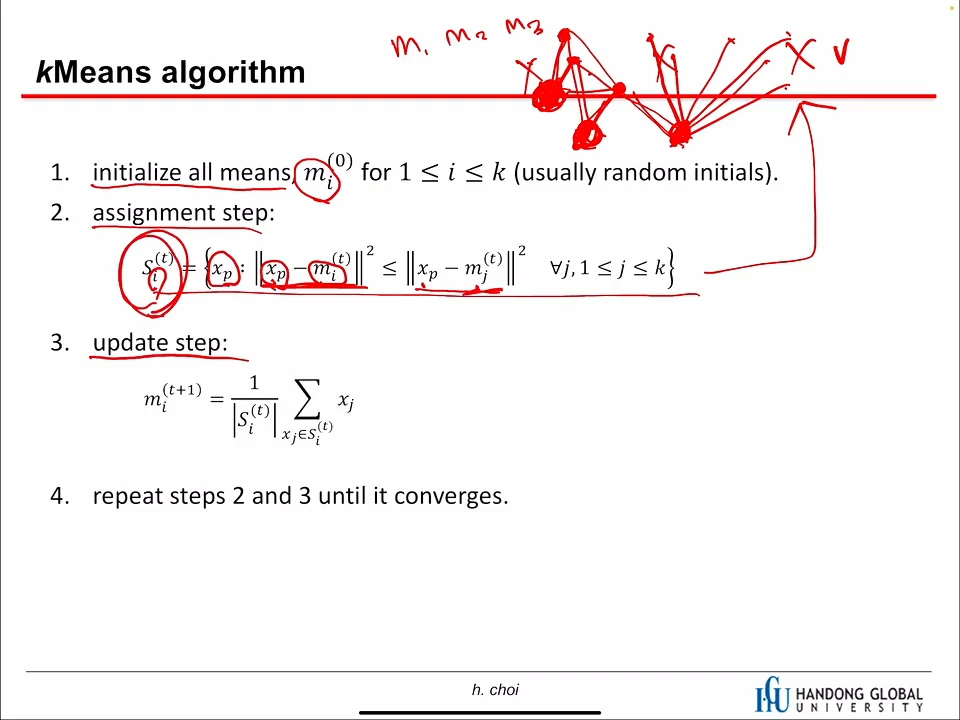 m₁ m₂ m₃
kMeans algorithm
1. initialize all means, m_i^(0) for 1 ≤ i ≤ k (usually random initials).
2. assignment step:
S_i^(t) = {x_p : ‖x_p − m_i^(t)‖² ≤ ‖x_p − m_j^(t)‖² ∀j, 1 ≤ j ≤ k}
3. update step:
m_i^(t+1) = 1/|S_i^(t)| ∑_{x_j∈S_i^(t)} x_j
4. repeat steps 2 and 3 until it converges.
h. choi
HANDONG GLOBAL
UNIVERSITY